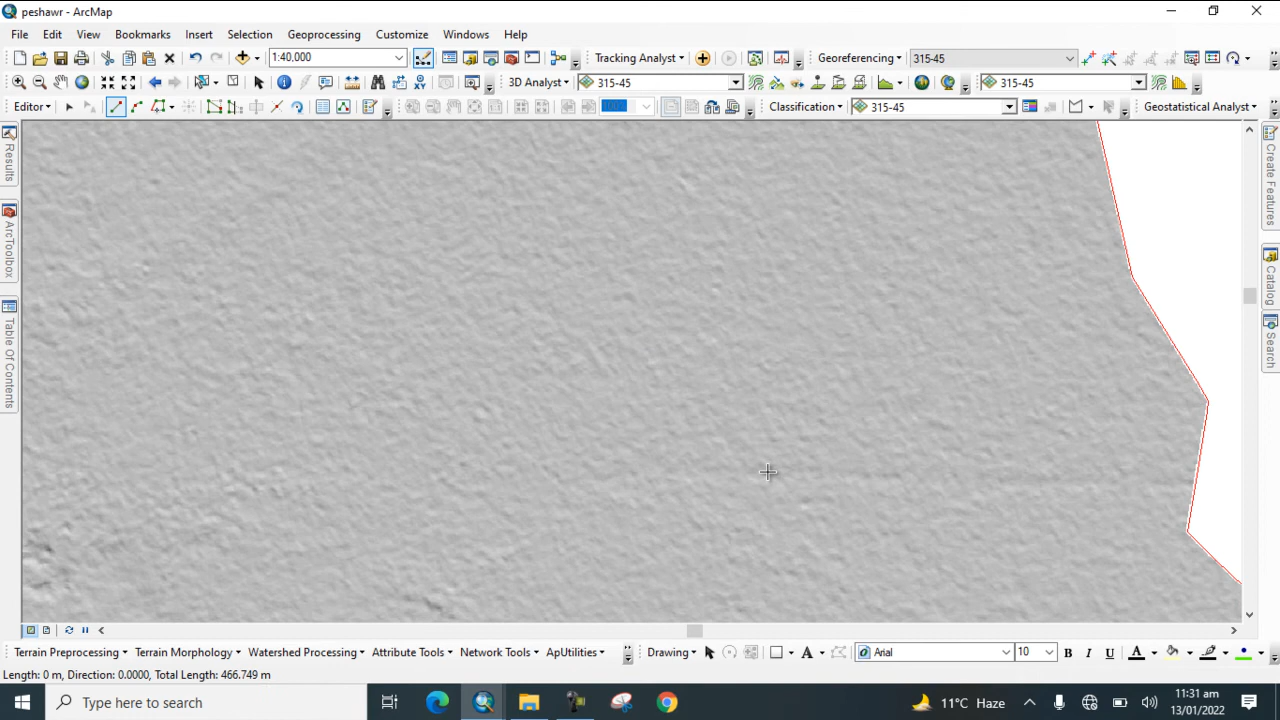 peshawr - ArcMap
File Edit View Bookmarks Insert Selection Geoprocessing Customize Windows Help
1:40,000 Tracking Analyst Georeferencing: 315-45
3D Analyst 315-45 315-45
Editor 100% Classification 315-45 Geostatistical Analyst
Results
ArcToolbox
Table Of Contents
Create Features
Catalog
Search
Terrain Preprocessing Terrain Morphology Watershed Processing Attribute Tools Network Tools ApUtilities Drawing Arial 10 B I U A
Length: 0 m, Direction: 0.0000, Total Length: 466.749 m
Type here to search 11°C Haze 11:31 am
13/01/2022